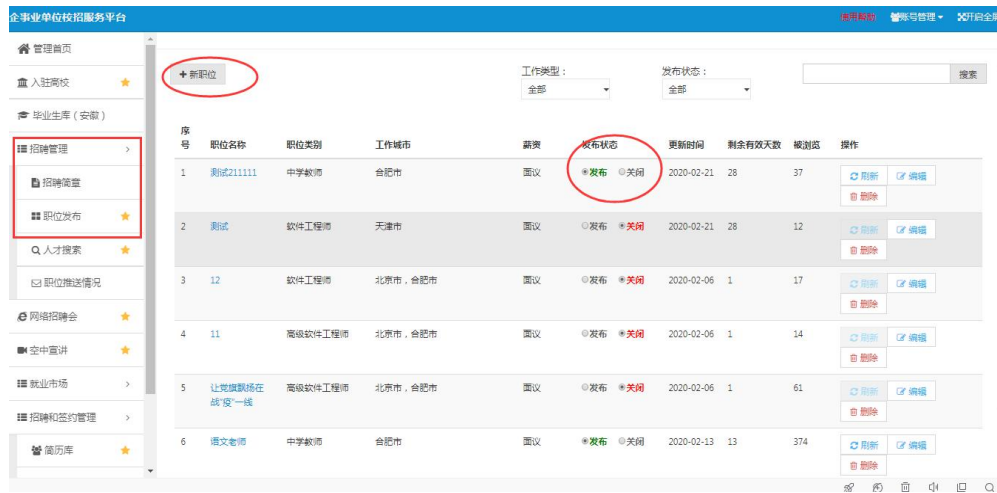 企事业单位校招服务平台
使用帮助 账号管理 开启全屏
管理首页
入驻高校
毕业生库（安徽）
招聘管理
招聘简章
职位发布
人才搜索
职位推送情况
网络招聘会
空中宣讲
就业市场
招聘和签约管理
简历库
+新职位
工作类型：
全部
发布状态：
全部
搜索
序号 职位名称 职位类别 工作城市 薪资 发布状态 更新时间 剩余有效天数 被浏览 操作
1 测试211111 中学教师 合肥市 面议 发布 关闭 2020-02-21 28 37 刷新 编辑
删除
2 测试 软件工程师 天津市 面议 发布 关闭 2020-02-21 28 12 刷新 编辑
删除
3 12 软件工程师 北京市，合肥市 面议 发布 关闭 2020-02-06 1 17 刷新 编辑
删除
4 11 高级软件工程师 北京市，合肥市 面议 发布 关闭 2020-02-06 1 14 刷新 编辑
删除
5 让党旗飘扬在 高级软件工程师 北京市，合肥市 面议 发布 关闭 2020-02-06 1 61 刷新 编辑
战"疫"一线 删除
6 语文老师 中学教师 合肥市 面议 发布 关闭 2020-02-13 13 374 刷新 编辑
删除